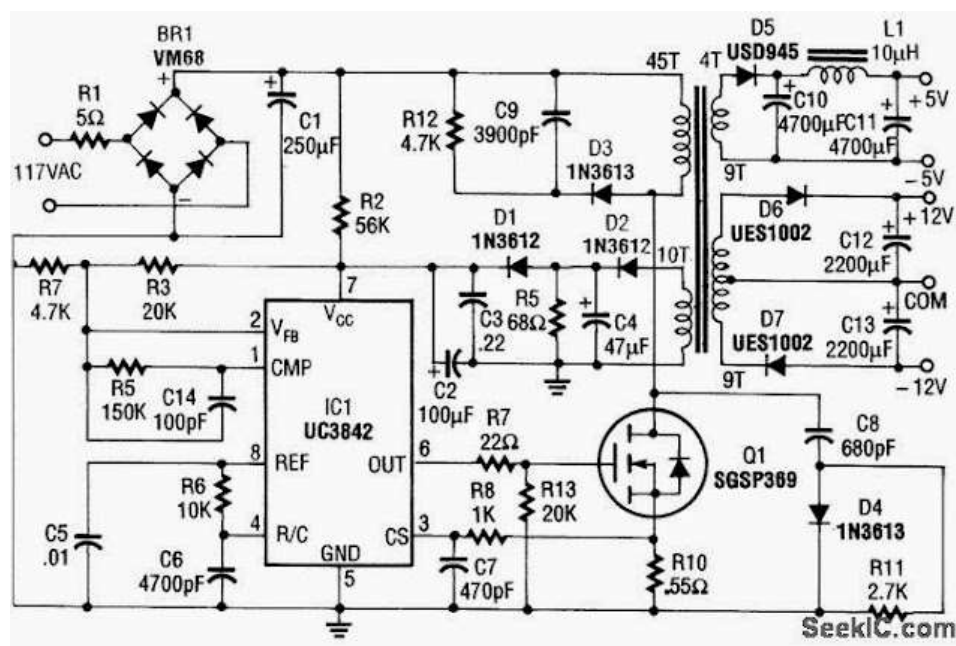 BR1
VM68
+
−
R1
5Ω
117VAC
C1
250µF
R12
4.7K
C9
3900pF
D3
1N3613
45T
4T
D5
USD945
L1
10µH
C10
4700µF
C11
4700µF
+5V
−5V
9T
R2
56K
D1
1N3612
D2
1N3612
10T
D6
UES1002
+12V
C12
2200µF
COM
R7
4.7K
R3
20K
7
VCC
C3
.22
R5
68Ω
C4
47µF
D7
UES1002
C13
2200µF
−12V
9T
2
VFB
1
CMP
R5
150K
C14
100pF
IC1
UC3842
C2
100µF
R7
22Ω
Q1
SGSP369
C8
680pF
8
REF
OUT
6
R6
10K
R8
1K
R13
20K
C5
.01
4
R/C
CS
3
C6
4700pF
GND
5
C7
470pF
R10
.55Ω
D4
1N3613
R11
2.7K
SeekIC.com